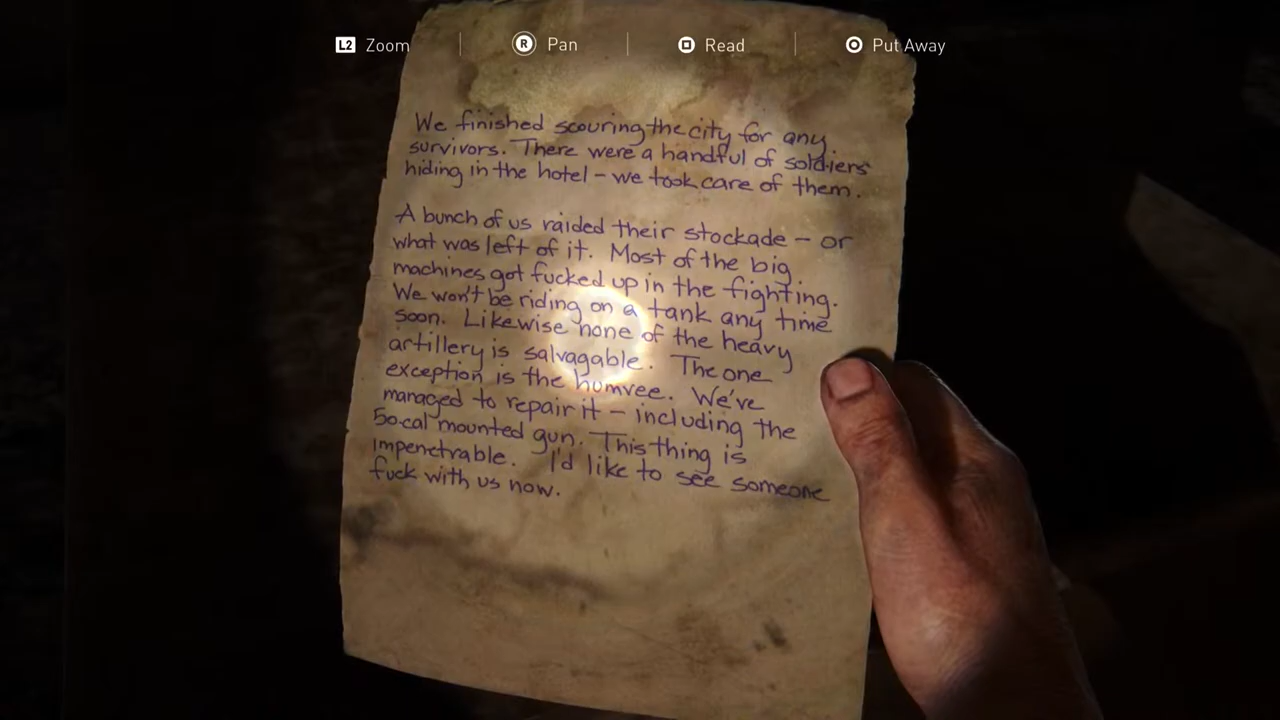 L2 Zoom R Pan Read Put Away
We finished scouring the city for any
survivors. There were a handful of soldiers
hiding in the hotel – we took care of them.
A bunch of us raided their stockade – or
what was left of it. Most of the big
machines got fucked up in the fighting.
We won't be riding on a tank any time
soon. Likewise none of the heavy
artillery is salvagable. The one
exception is the humvee. We've
managed to repair it – including the
50-cal mounted gun. This thing is
impenetrable. I'd like to see someone
fuck with us now.